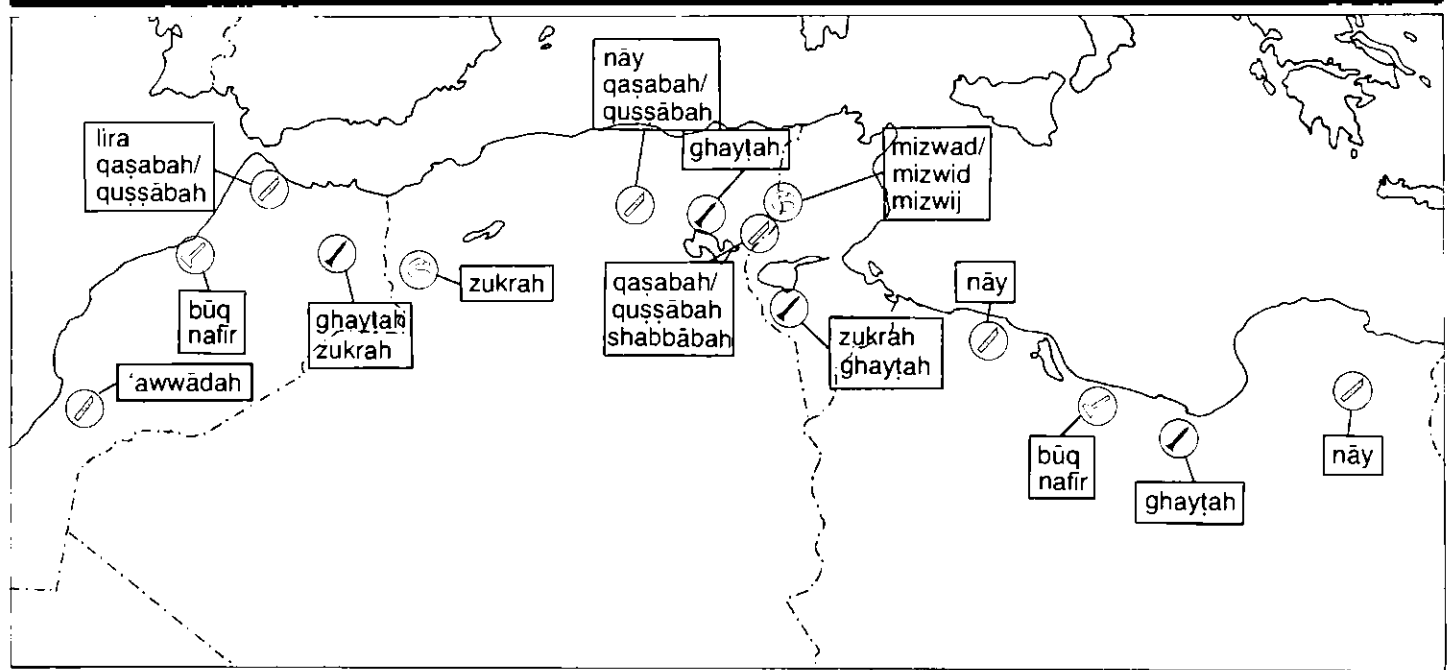 nāy
qaṣabah/
quṣṣābah
ghayṭah
mizwad/
mizwid
mizwij
lira
qaṣabah/
quṣṣābah
būq
nafīr
ghayṭah
zukrah
zukrah
'awwādah
qaṣabah/
quṣṣābah
shabbābah
zukrah
ghayṭah
nāy
būq
nafīr
ghayṭah
nāy